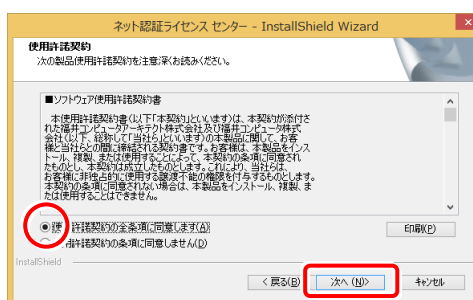 ネット認証ライセンス センター - InstallShield Wizard
使用許諾契約
次の製品使用許諾契約を注意深くお読みください。
■ソフトウェア使用許諾契約書
本使用許諾契約書(以下「本契約」といいます)は、本契約が添付さ
れた福井コンピュータアーキテクト株式会社及び福井コンピュータ株式
会社(以下、総称して「当社ら」といいます)の本製品に関して、お客
様と当社らとの間に締結される契約書です。お客様は、本製品をインス
トール、複製、または使用することによって、本契約の条項に同意され
たものとし、本契約は成立したものとします。これにより、当社らは、
お客様に非独占的に使用する譲渡不能の権限を付与するものとします。
本契約の条項に同意されない場合は、本製品をインストール、複製、ま
たは使用することはできません。
使用許諾契約の全条項に同意します(A)
印刷(P)
使用許諾契約の条項に同意しません(D)
InstallShield
< 戻る(B)
次へ (N)>
キャンセル